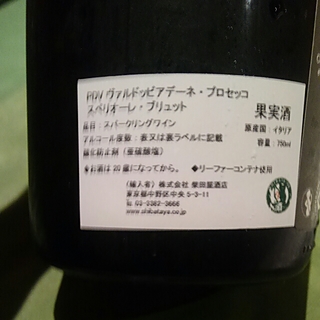 PDV ヴァルドッビアデーネ・プロセッコ
スペリオーレ・ブリュット
果実酒
品目：スパークリングワイン
原産国：イタリア
アルコール度数：表又は裏ラベルに記載
容量：750ml
酸化防止剤（亜硫酸塩）
お酒は20歳になってから。 ◆リーファーコンテナ使用
（輸入者）株式会社 柴田屋酒店
東京都中野区中央 5-3-11
Tel 03-3382-3666
www.shibataya.co.jp